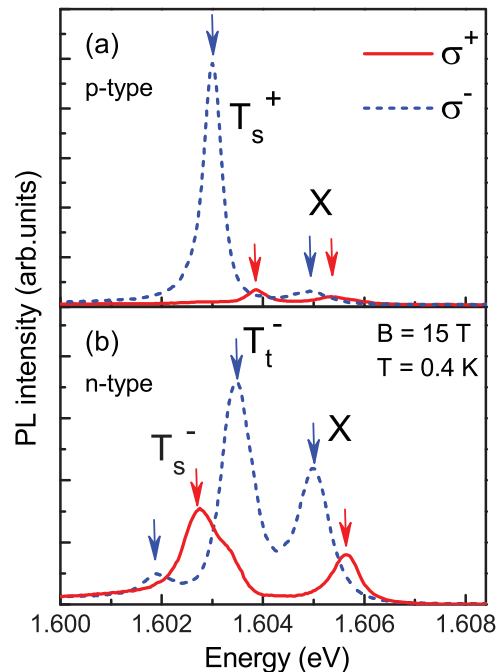 (a)
p-type
T_s^+
X
σ^+
σ^-
PL intensity (arb.units)
(b)
n-type
T_s^-
T_t^-
X
B = 15 T
T = 0.4 K
1.600 1.602 1.604 1.606 1.608
Energy (eV)